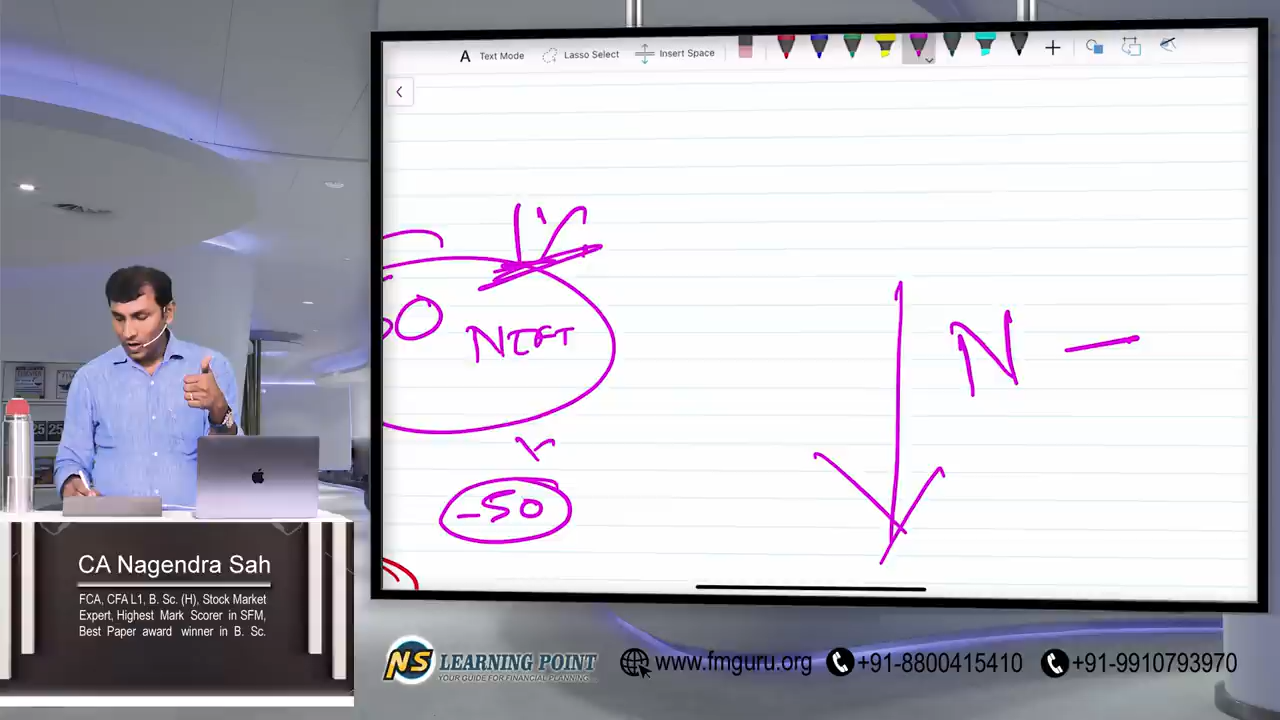 Text Mode
Lasso Select
Insert Space
1%
50
NIFT
-50
N -
CA Nagendra Sah
FCA, CFA L1, B. Sc. (H), Stock Market
Expert, Highest Mark Scorer in SFM,
Best Paper award winner in B. Sc.
NS LEARNING POINT
YOUR GUIDE FOR FINANCIAL PLANNING...
www.fmguru.org
+91-8800415410
+91-9910793970